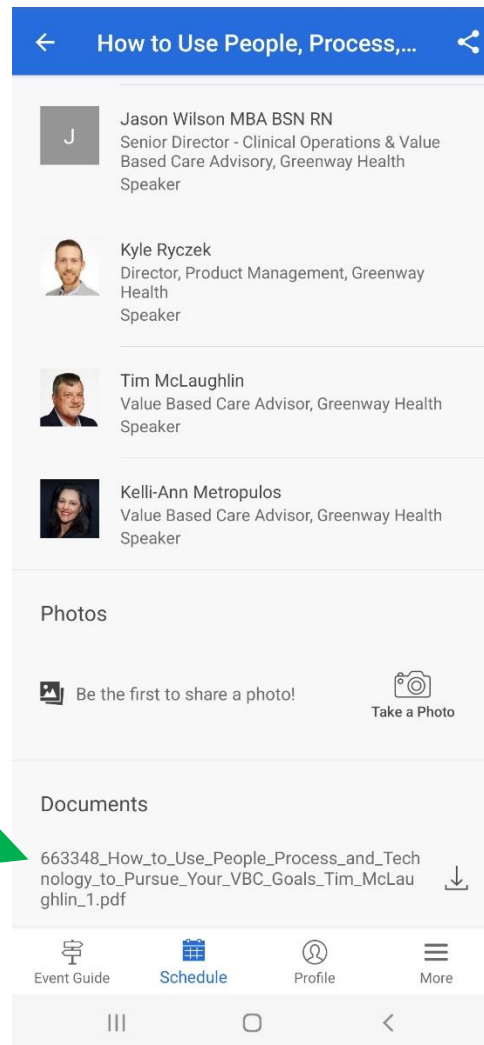 How to Use People, Process,...
J
Jason Wilson MBA BSN RN
Senior Director - Clinical Operations & Value
Based Care Advisory, Greenway Health
Speaker
Kyle Ryczek
Director, Product Management, Greenway
Health
Speaker
Tim McLaughlin
Value Based Care Advisor, Greenway Health
Speaker
Kelli-Ann Metropulos
Value Based Care Advisor, Greenway Health
Speaker
Photos
Be the first to share a photo!
Take a Photo
Documents
663348_How_to_Use_People_Process_and_Tech
nology_to_Pursue_Your_VBC_Goals_Tim_McLau
ghlin_1.pdf
Event Guide
Schedule
Profile
More